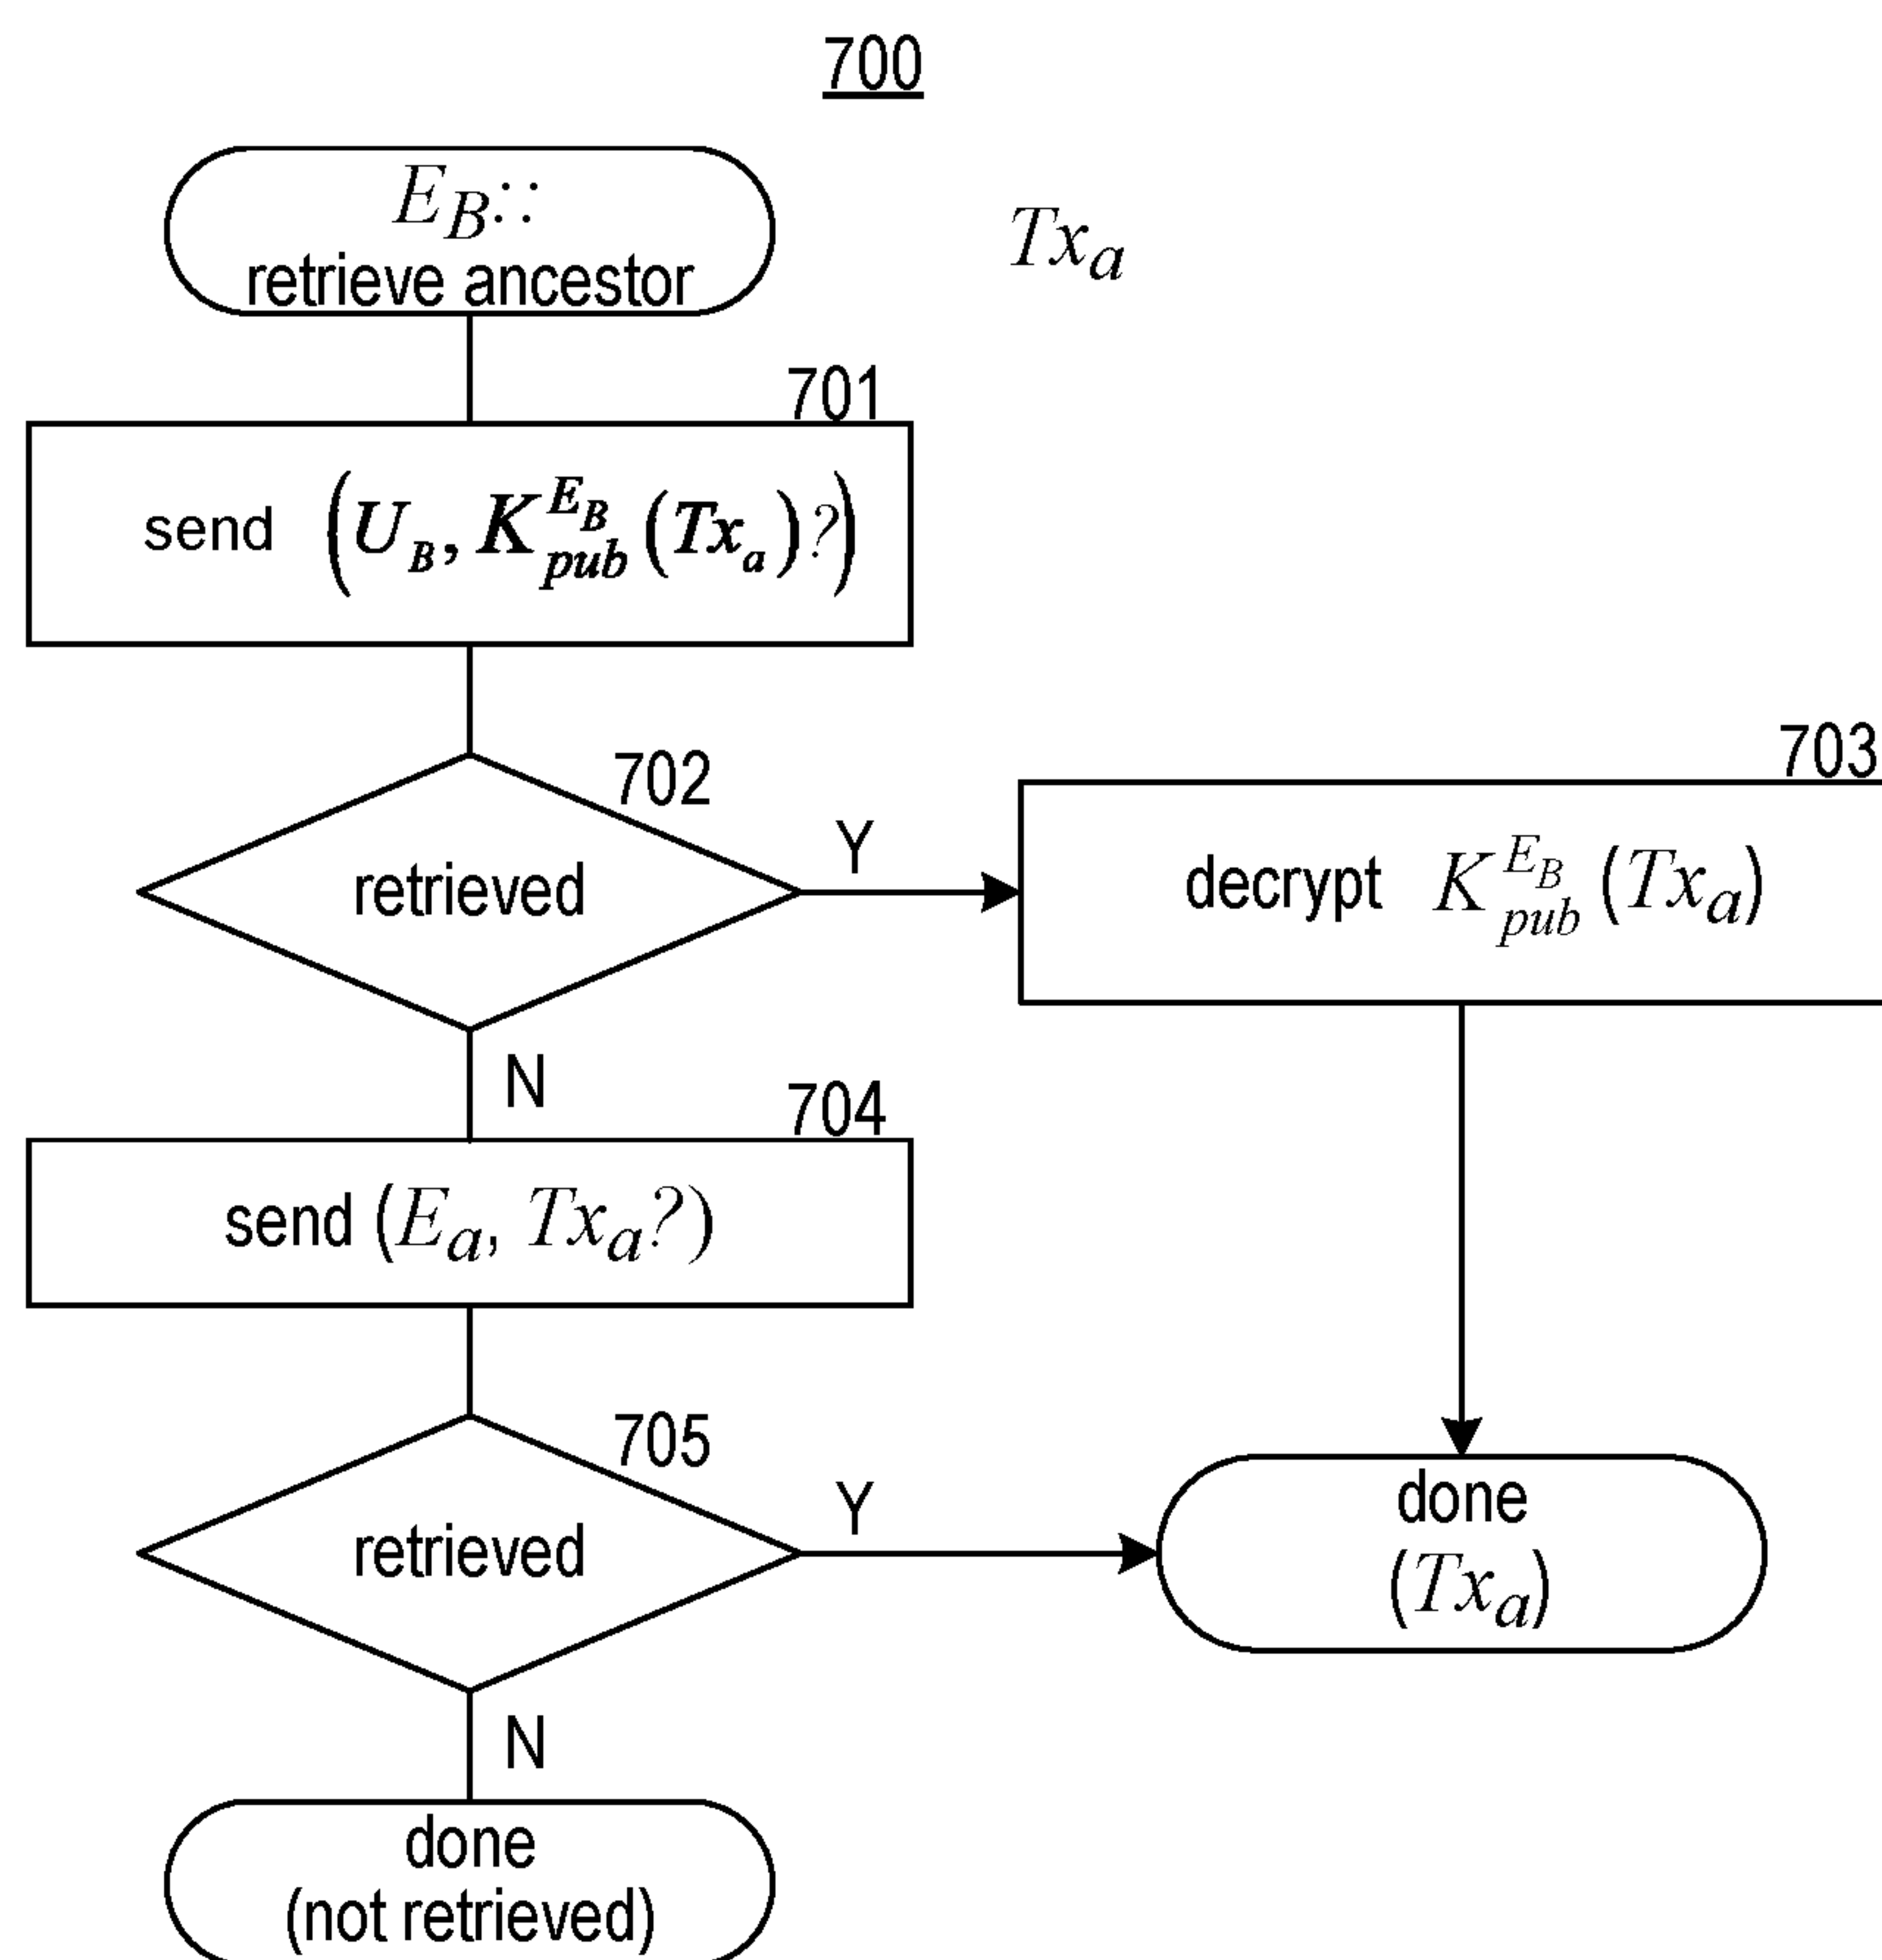 700
E_B::
retrieve ancestor
Tx_a
701
send (U_B, K_pub^E_B (Tx_a)?)
702
retrieved
Y
703
decrypt K_pub^E_B (Tx_a)
N
704
send (E_a, Tx_a?)
705
retrieved
Y
done
(Tx_a)
N
done
(not retrieved)